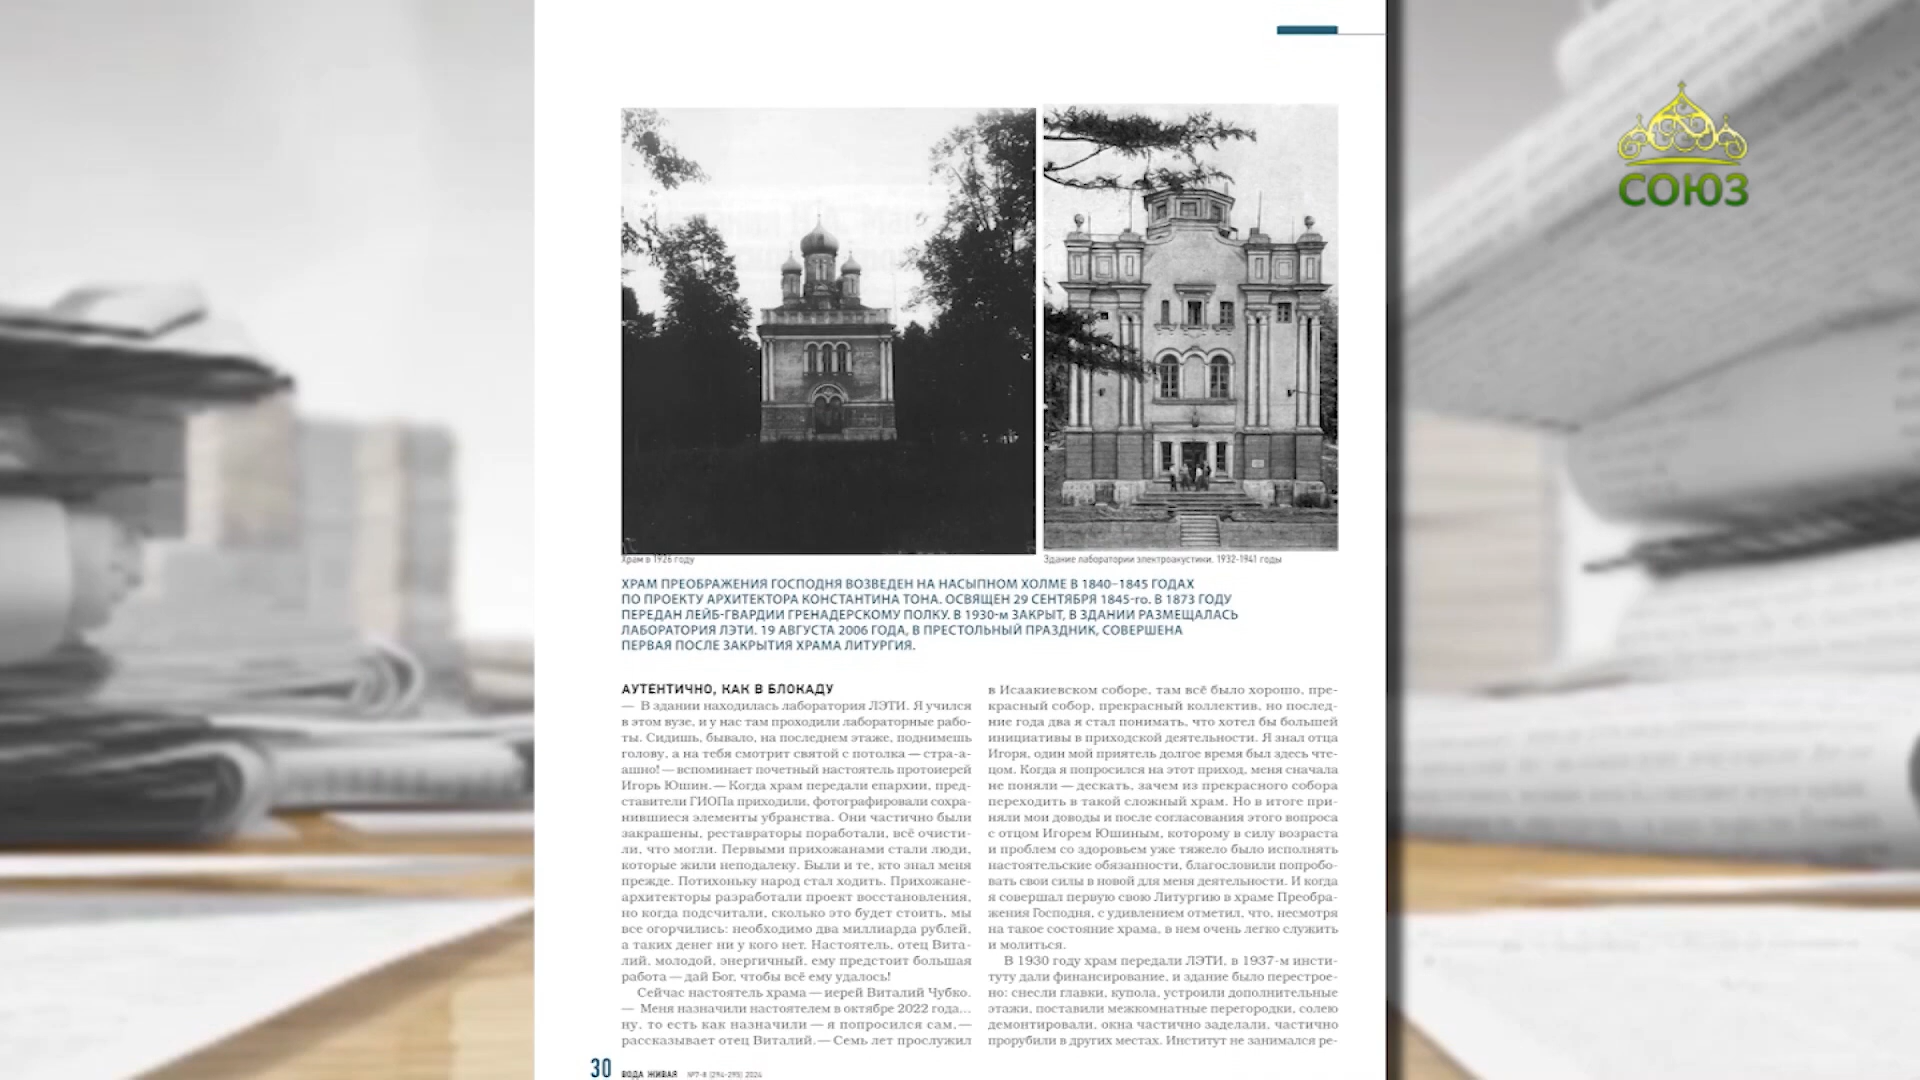 СОЮЗ
Храм в 1926 году
Здание лаборатории электроакустики. 1932-1941 годы
ХРАМ ПРЕОБРАЖЕНИЯ ГОСПОДНЯ ВОЗВЕДЕН НА НАСЫПНОМ ХОЛМЕ В 1840–1845 ГОДАХ
ПО ПРОЕКТУ АРХИТЕКТОРА КОНСТАНТИНА ТОНА. ОСВЯЩЕН 29 СЕНТЯБРЯ 1845-го. В 1873 ГОДУ
ПЕРЕДАН ЛЕЙБ-ГВАРДИИ ГРЕНАДЕРСКОМУ ПОЛКУ. В 1930-м ЗАКРЫТ, В ЗДАНИИ РАЗМЕЩАЛАСЬ
ЛАБОРАТОРИЯ ЛЭТИ. 19 АВГУСТА 2006 ГОДА, В ПРЕСТОЛЬНЫЙ ПРАЗДНИК, СОВЕРШЕНА
ПЕРВАЯ ПОСЛЕ ЗАКРЫТИЯ ХРАМА ЛИТУРГИЯ.
АУТЕНТИЧНО, КАК В БЛОКАДУ
— В здании находилась лаборатория ЛЭТИ. Я учился
в этом вузе, и у нас там проходили лабораторные рабо-
ты. Сидишь, бывало, на последнем этаже, поднимешь
голову, а на тебя смотрит святой с потолка — стра-а-
ашно! — вспоминает почетный настоятель протоиерей
Игорь Юшин. — Когда храм передали епархии, пред-
ставители ГИОПа приходили, фотографировали сохра-
нившиеся элементы убранства. Они частично были
закрашены, реставраторы поработали, всё очисти-
ли, что могли. Первыми прихожанами стали люди,
которые жили неподалеку. Были и те, кто знал меня
прежде. Потихоньку народ стал ходить. Прихожане-
архитекторы разработали проект восстановления,
но когда подсчитали, сколько это будет стоить, мы
все огорчились: необходимо два миллиарда рублей,
а таких денег ни у кого нет. Настоятель, отец Вита-
лий, молодой, энергичный, ему предстоит большая
работа — дай Бог, чтобы всё ему удалось!
Сейчас настоятель храма — иерей Виталий Чубко.
— Меня назначили настоятелем в октябре 2022 года...
ну, то есть как назначили — я попросился сам, —
рассказывает отец Виталий. — Семь лет прослужил
в Исаакиевском соборе, там всё было хорошо, пре-
красный собор, прекрасный коллектив, но послед-
ние года два я стал понимать, что хотел бы большей
инициативы в приходской деятельности. Я знал отца
Игоря, один мой приятель долгое время был здесь чте-
цом. Когда я попросился на этот приход, меня сначала
не поняли — дескать, зачем из прекрасного собора
переходить в такой сложный храм. Но в итоге при-
няли мои доводы и после согласования этого вопроса
с отцом Игорем Юшиным, которому в силу возраста
и проблем со здоровьем уже тяжело было исполнять
настоятельские обязанности, благословили попробо-
вать свои силы в новой для меня деятельности. И когда
я совершал первую свою Литургию в храме Преобра-
жения Господня, с удивлением отметил, что, несмотря
на такое состояние храма, в нем очень легко служить
и молиться.
В 1930 году храм передали ЛЭТИ, в 1937-м инсти-
туту дали финансирование, и здание было перестрое-
но: снесли главки, купола, устроили дополнительные
этажи, поставили межкомнатные перегородки, солею
демонтировали, окна частично заделали, частично
прорубили в других местах. Институт не занимался ре-
30 ВОДА ЖИВАЯ №7-8 (294-295) 2024